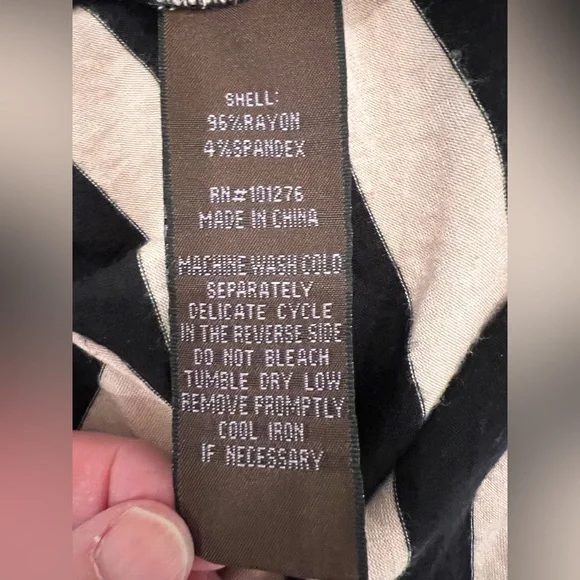 SHELL:
96%RAYON
4%SPANDEX
RN#101276
MADE IN CHINA
MACHINE WASH COLD
SEPARATELY
DELICATE CYCLE
IN THE REVERSE SIDE
DO NOT BLEACH
TUMBLE DRY LOW
REMOVE PROMPTLY
COOL IRON
IF NECESSARY